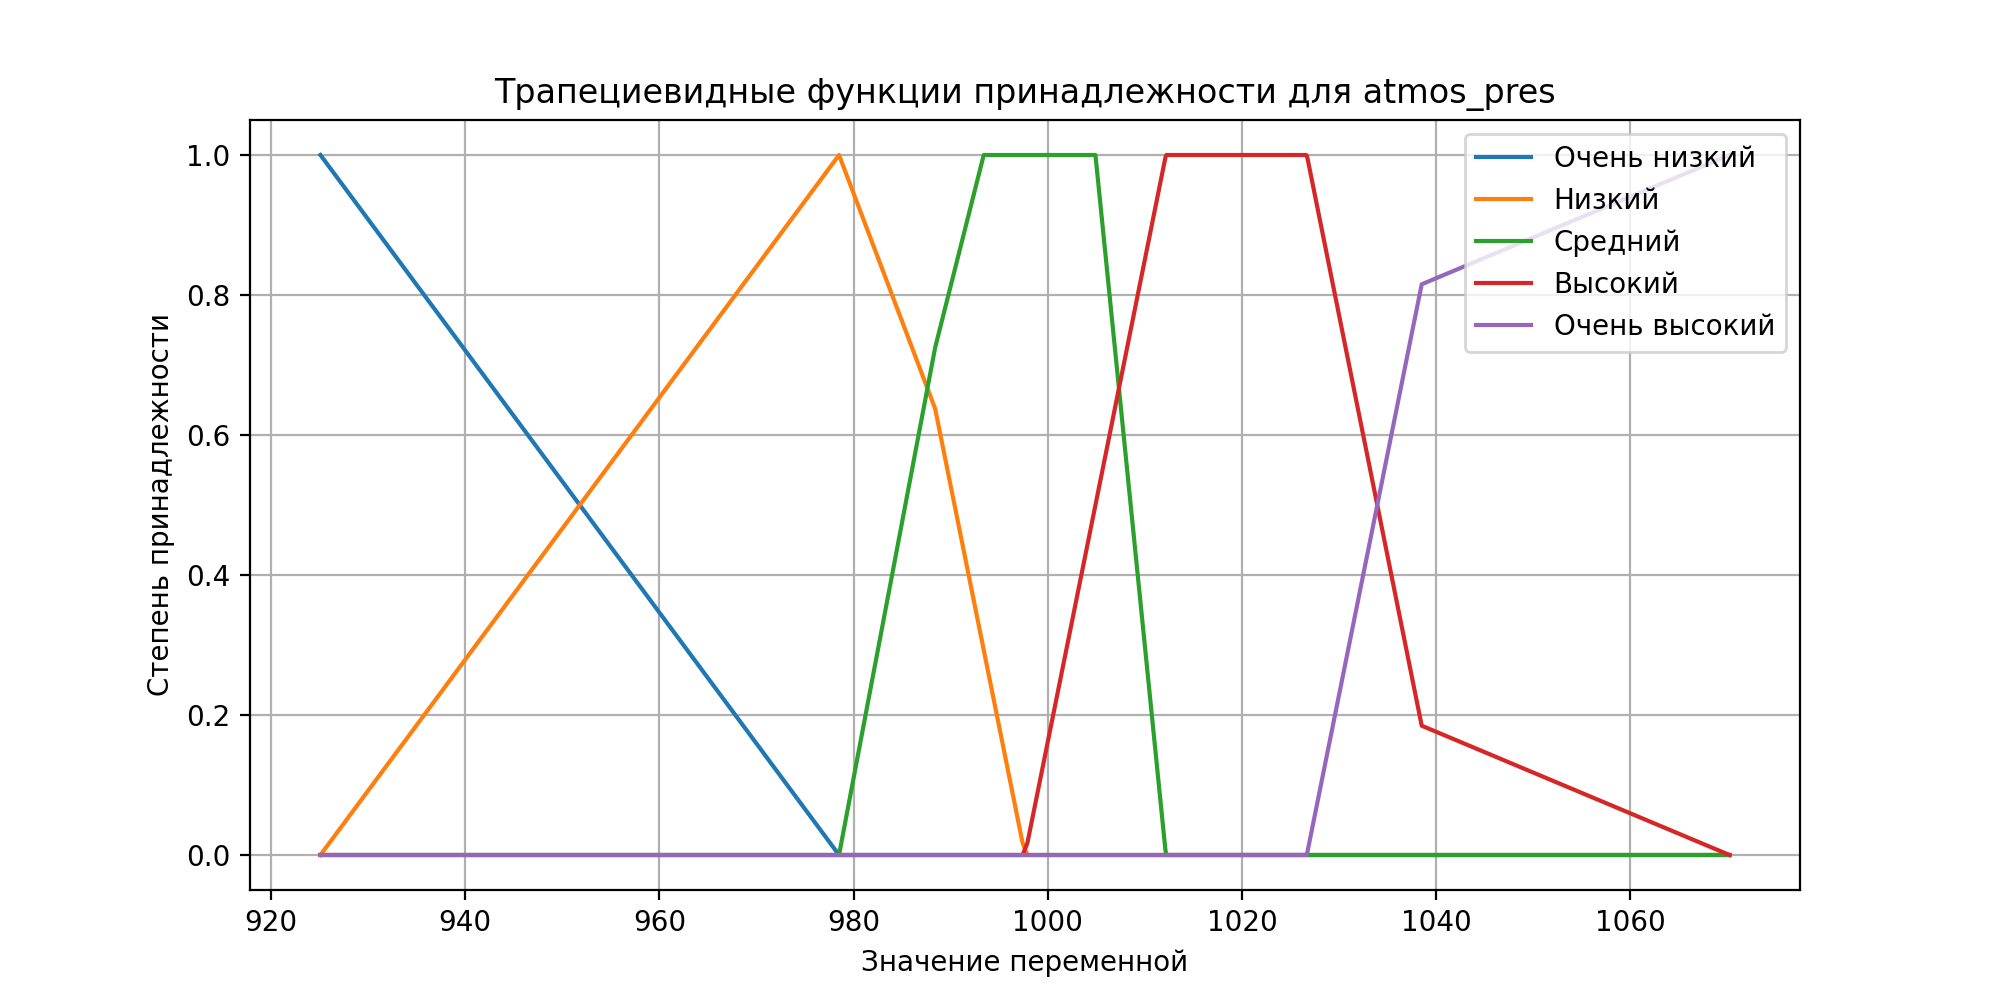 Трапециевидные функции принадлежности для atmos_pres
Степень принадлежности
1.0
0.8
0.6
0.4
0.2
0.0
Очень низкий
Низкий
Средний
Высокий
Очень высокий
920 940 960 980 1000 1020 1040 1060
Значение переменной